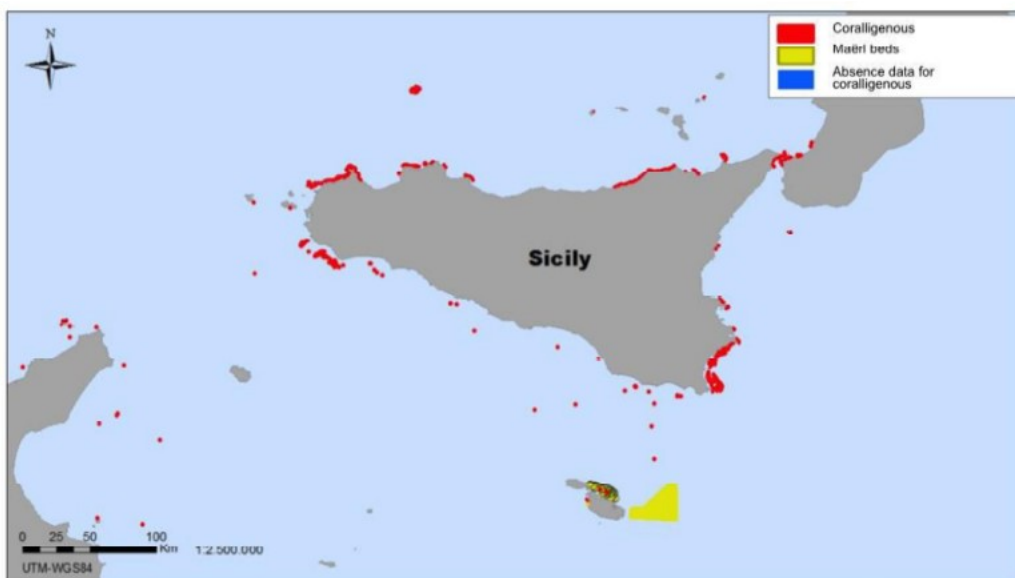 N
Coralligenous
Maërl beds
Absence data for
coralligenous
Sicily
0 25 50 100
Km 1:2.500.000
UTM-WGS84